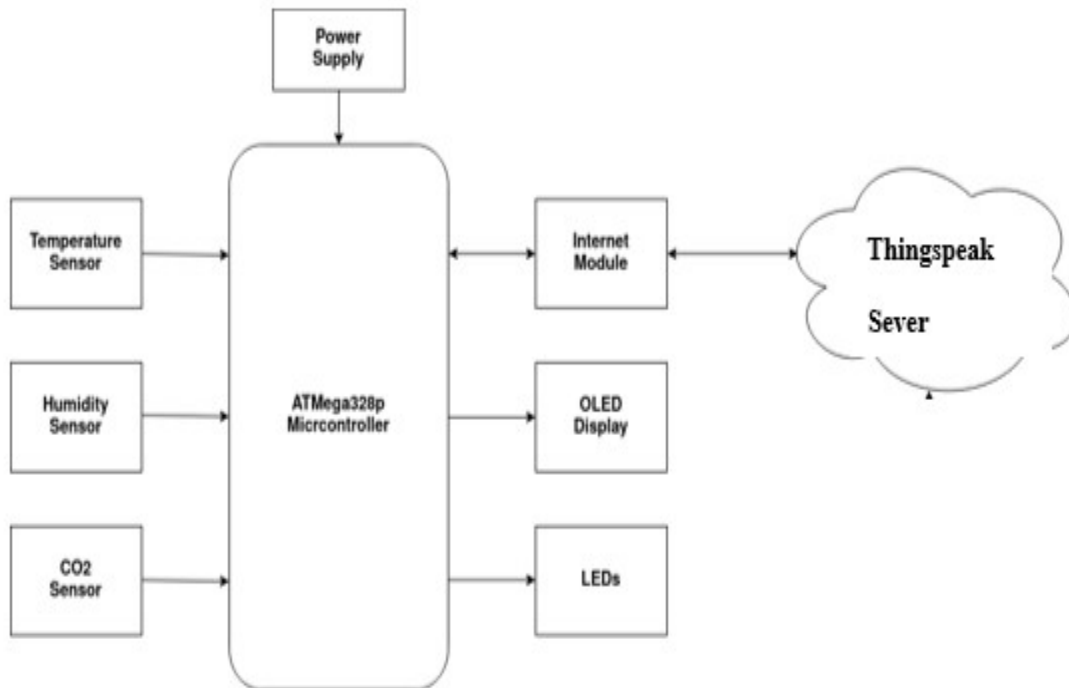 Power
Supply
Temperature
Sensor
Internet
Module
Thingspeak
Sever
Humidity
Sensor
ATMega328p
Micrcontroller
OLED
Display
CO2
Sensor
LEDs